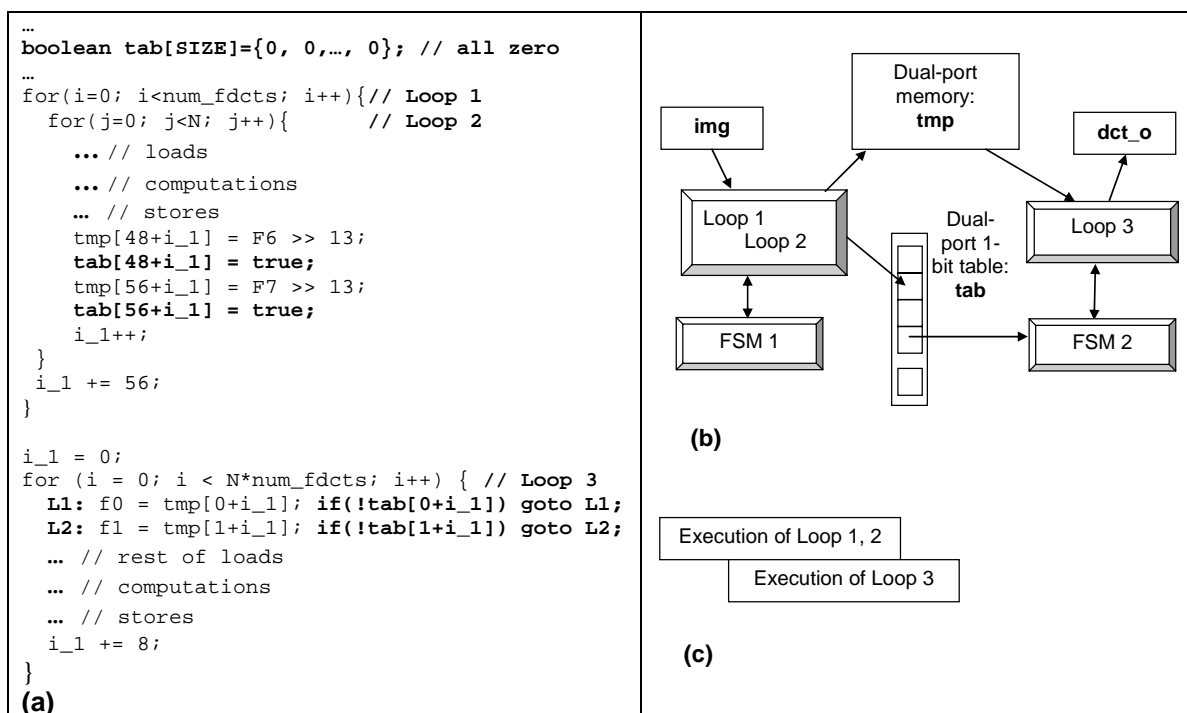 …
boolean tab[SIZE]={0, 0,…, 0}; // all zero
…
for(i=0; i<num_fdcts; i++){// Loop 1
for(j=0; j<N; j++){ // Loop 2
… // loads
… // computations
… // stores
tmp[48+i_1] = F6 >> 13;
tab[48+i_1] = true;
tmp[56+i_1] = F7 >> 13;
tab[56+i_1] = true;
i_1++;
}
i_1 += 56;
}
i_1 = 0;
for (i = 0; i < N*num_fdcts; i++) { // Loop 3
L1: f0 = tmp[0+i_1]; if(!tab[0+i_1]) goto L1;
L2: f1 = tmp[1+i_1]; if(!tab[1+i_1]) goto L2;
… // rest of loads
… // computations
… // stores
i_1 += 8;
}
(a)
Dual-port
memory:
tmp
img
dct_o
Loop 1
Loop 2
Dual-
port 1-
bit table:
tab
Loop 3
FSM 1
FSM 2
(b)
Execution of Loop 1, 2
Execution of Loop 3
(c)